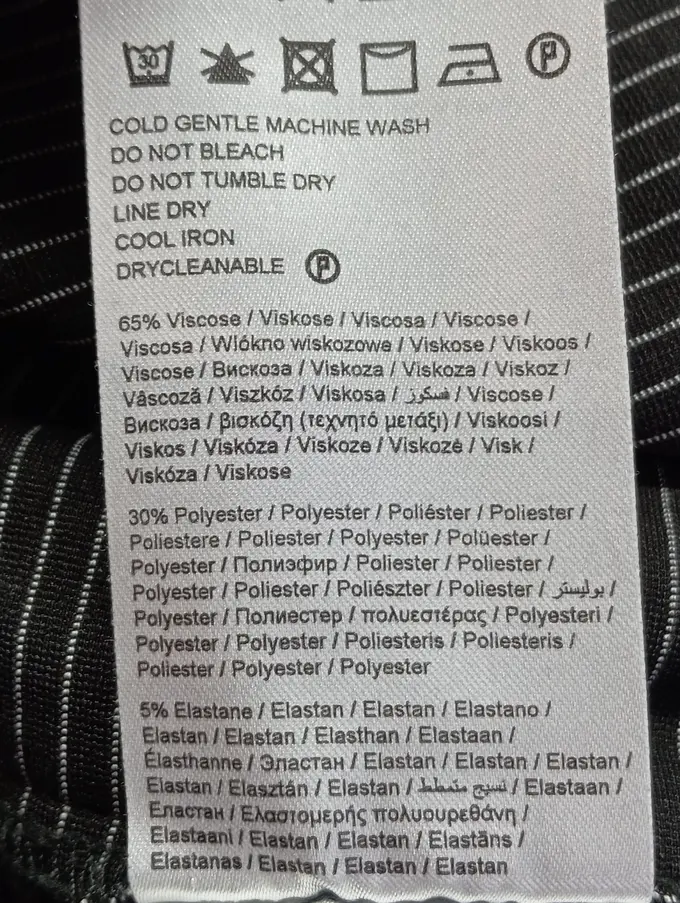 30 P
COLD GENTLE MACHINE WASH
DO NOT BLEACH
DO NOT TUMBLE DRY
LINE DRY
COOL IRON
DRYCLEANABLE P
65% Viscose / Viskose / Viscosa / Viscose /
Viscosa / Wlókno wiskozowe / Viskose / Viskoos /
Viscose / Вискоза / Viskoza / Viskoza / Viskoz /
Vâscoză / Viszkóz / Viskosa / فسكوز / Viscose /
Вискоза / βισκόζη (τεχνητό μετάξι) / Viskoosi /
Viskos / Viskóza / Viskoze / Viskozė / Visk /
Viskóza / Viskose
30% Polyester / Polyester / Poliéster / Poliester /
Poliestere / Poliester / Polyester / Polüester /
Polyester / Полиэфир / Poliester / Poliester /
Polyester / Poliester / Poliészter / Poliester / بوليستر /
Polyester / Полиестер / πολυεστέρας / Polyesteri /
Polyester / Polyester / Poliesteris / Poliesteris /
Poliester / Polyester / Polyester
5% Elastane / Elastan / Elastan / Elastano /
Elastan / Elastan / Elasthan / Elastaan /
Élasthanne / Эластан / Elastan / Elastan / Elastan /
Elastan / Elasztán / Elastan / نسيج متمطط / Elastaan /
Еластан / Ελαστομερής πολυουρεθάνη /
Elastaani / Elastan / Elastan / Elastāns /
Elastanas / Elastan / Elastan / Elastan